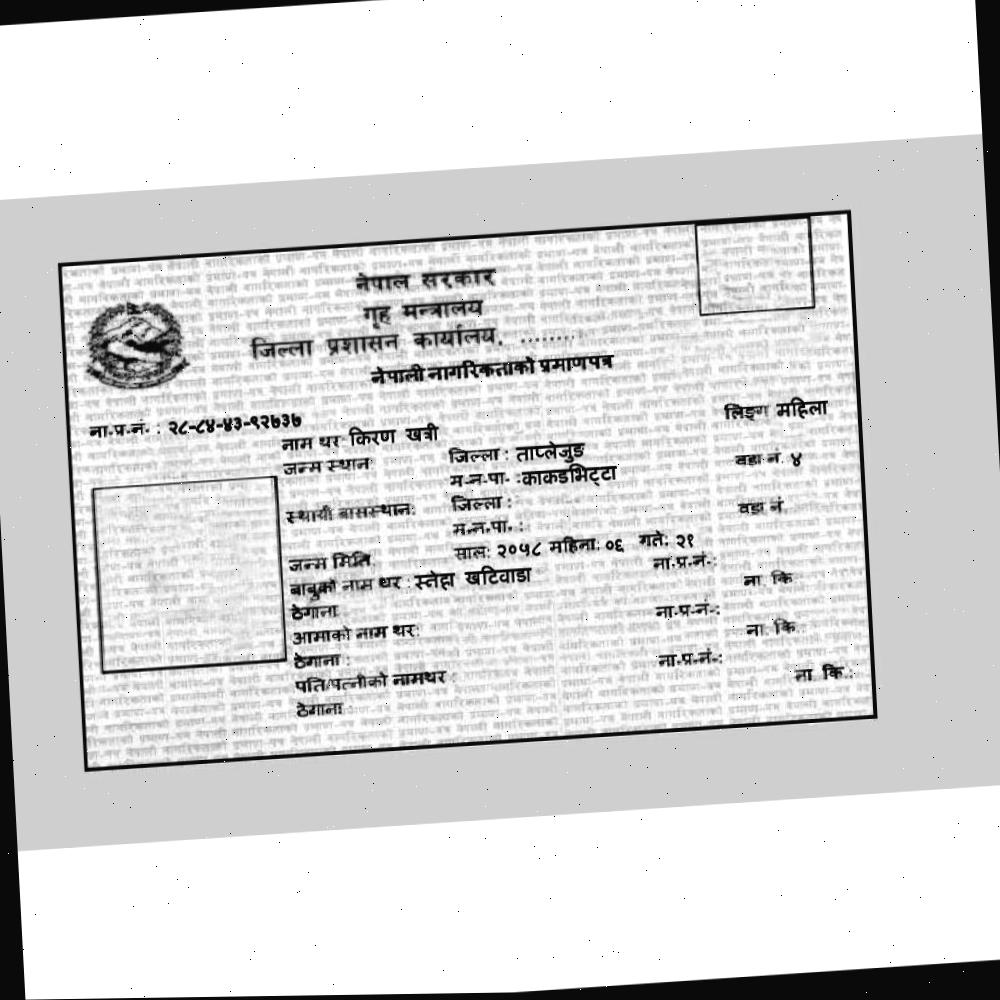 नेपाल सरकार
गृह मन्त्रालय
जिल्ला प्रशासन कार्यालय, ........
नेपाली नागरिकताको प्रमाणपत्र
ना.प्र.नं. : २८-८४-४३-९२७३७
लिङ्ग महिला
नाम थर किरण खत्री
जन्म स्थान जिल्ला : ताप्लेजुङ
म.न.पा. :काकडभिट्टा वडा नं. ४
स्थायी बासस्थान: जिल्ला :
म.न.पा. : वडा नं.
जन्म मिति साल: २०५८ महिना: ०६ गते: २१
बाबुको नाम थर : स्नेहा खटिवाडा ना.प्र.नं.:
ठेगाना ना. कि
आमाको नाम थर: ना.प्र.नं.:
ठेगाना : ना. कि.
पति/पत्नीको नामथर : ना.प्र.नं.:
ठेगाना : ना. कि. :